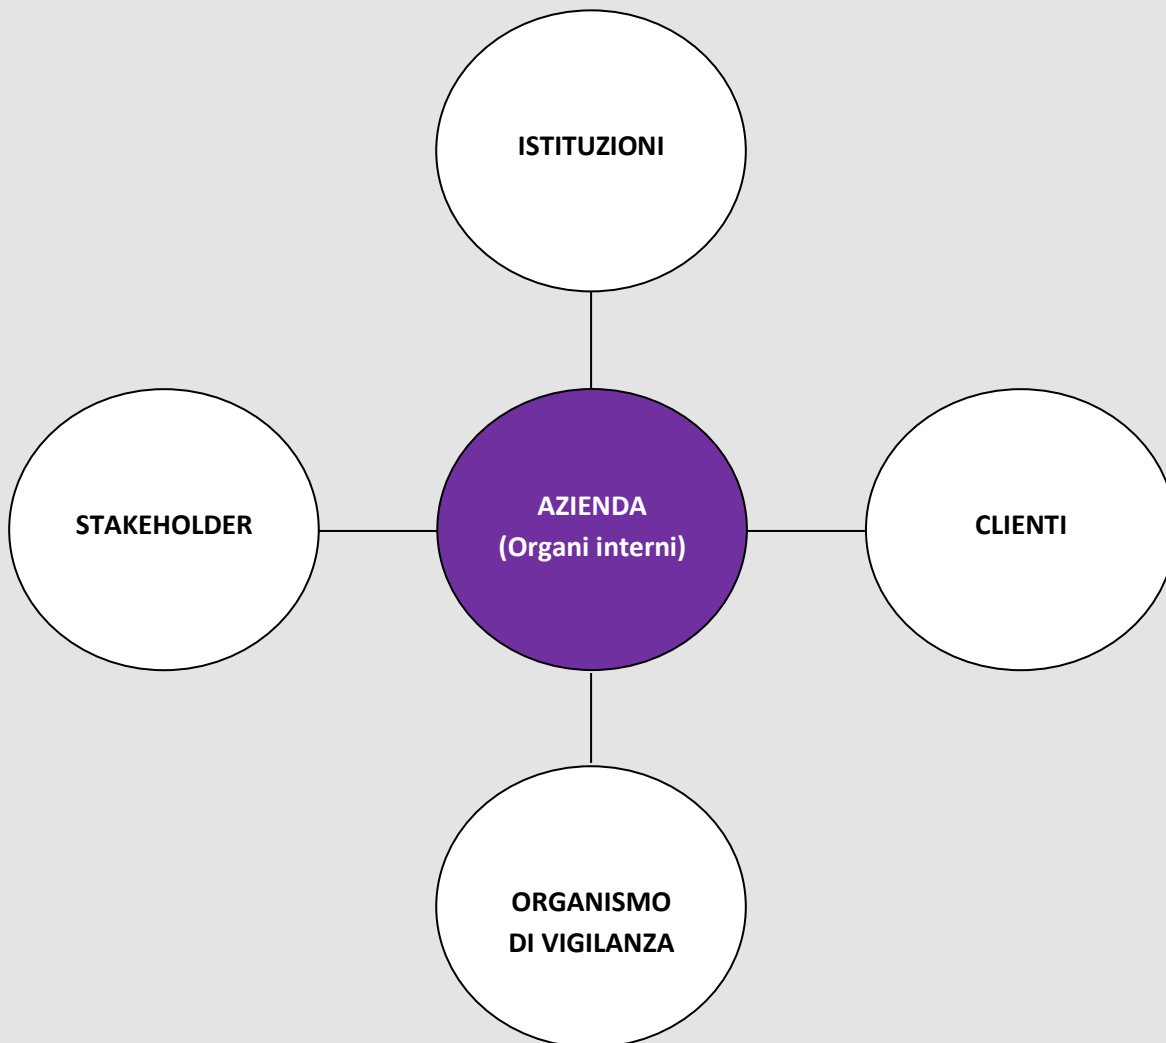 ISTITUZIONI
STAKEHOLDER
AZIENDA
(Organi interni)
CLIENTI
ORGANISMO
DI VIGILANZA